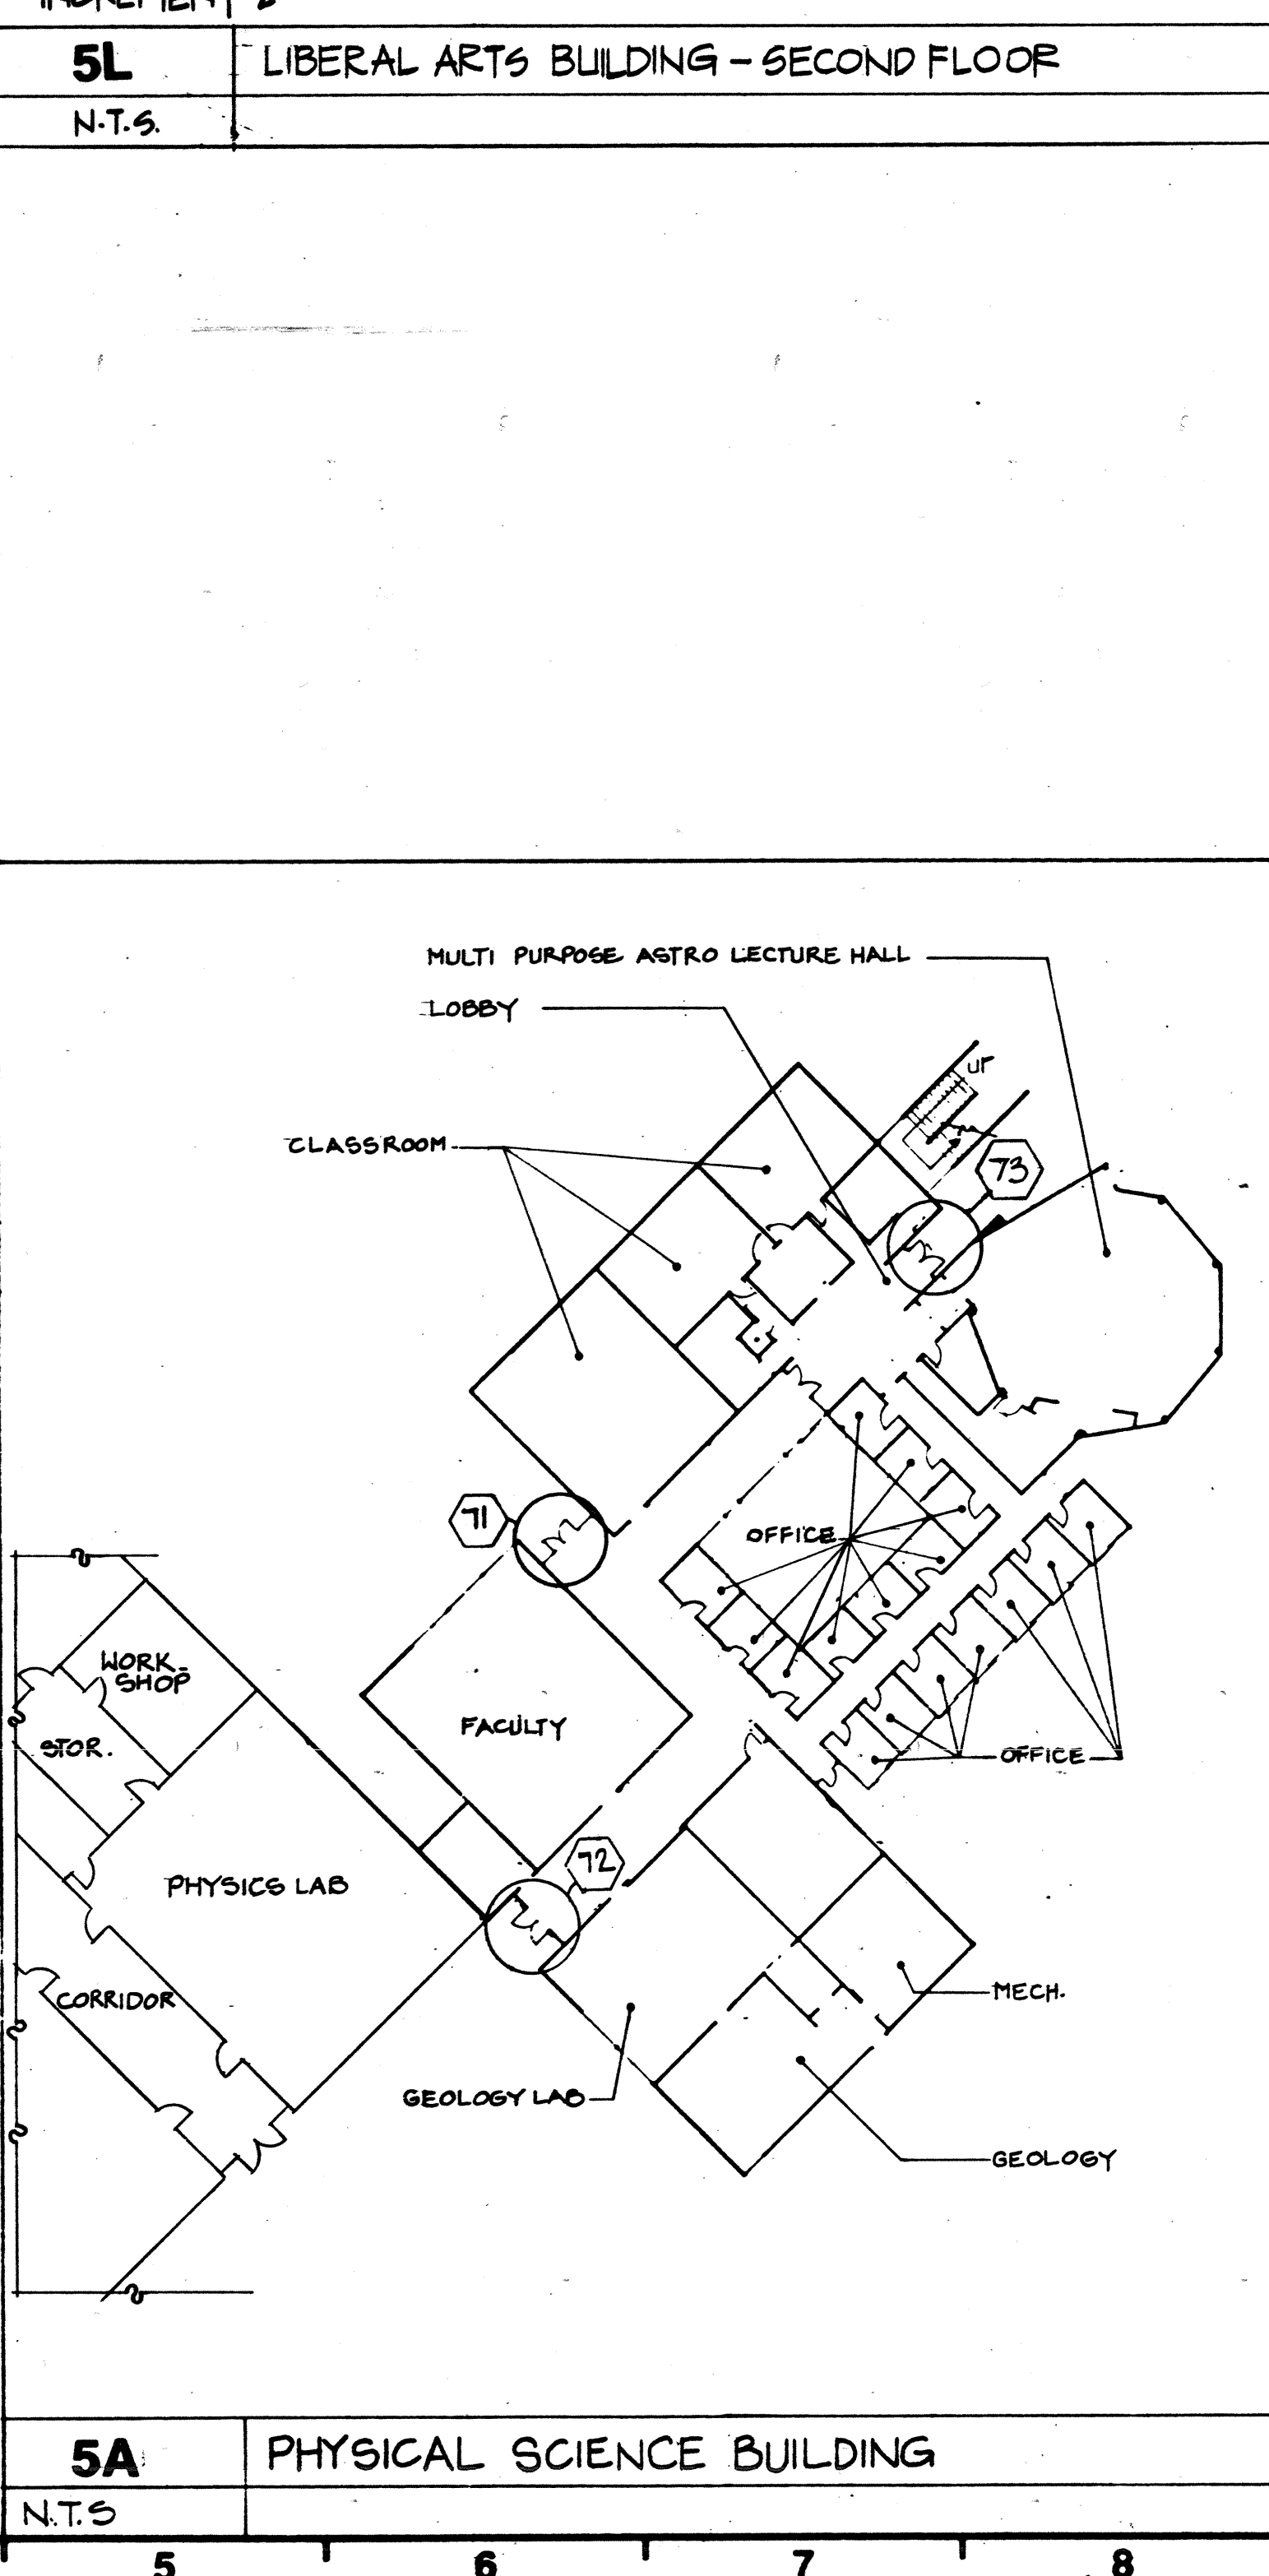 INCREMENT 2
5L
LIBERAL ARTS BUILDING - SECOND FLOOR
N.T.S.
MULTI PURPOSE ASTRO LECTURE HALL
LOBBY
UP
CLASSROOM
73
71
OFFICE
WORK-
SHOP
FACULTY
STOR.
OFFICE
72
PHYSICS LAB
MECH.
CORRIDOR
GEOLOGY LAB
GEOLOGY
5A
PHYSICAL SCIENCE BUILDING
N.T.S
5 6 7 8